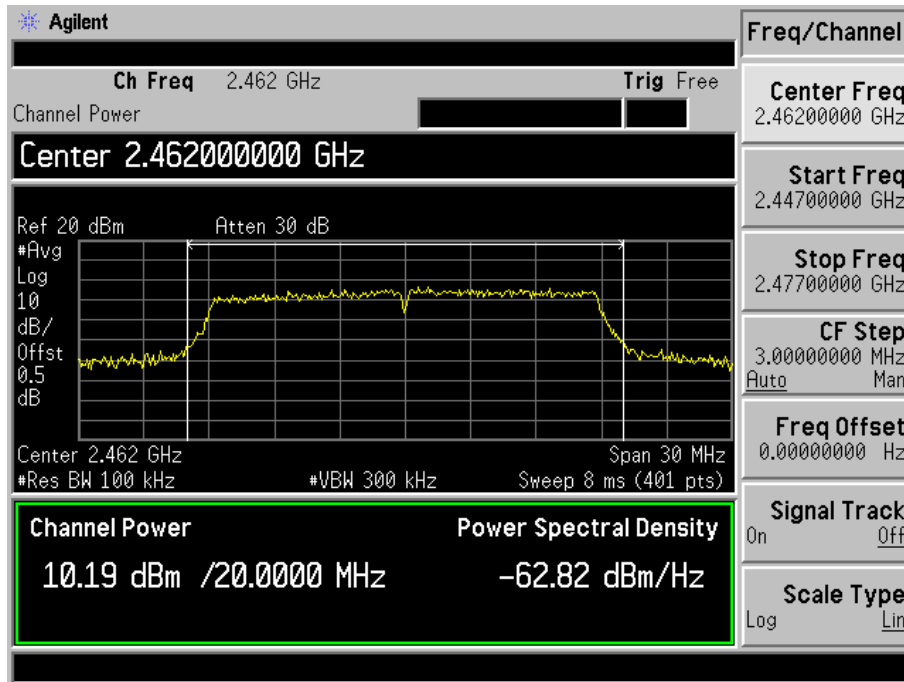 Agilent
Freq/Channel
Ch Freq 2.462 GHz Trig Free
Channel Power
Center 2.462000000 GHz
Ref 20 dBm Atten 30 dB
#Avg
Log
10
dB/
Offst
0.5
dB
Center 2.462 GHz Span 30 MHz
#Res BW 100 kHz #VBW 300 kHz Sweep 8 ms (401 pts)
Channel Power Power Spectral Density
10.19 dBm /20.0000 MHz -62.82 dBm/Hz
Center Freq
2.46200000 GHz
Start Freq
2.44700000 GHz
Stop Freq
2.47700000 GHz
CF Step
3.00000000 MHz
Auto Man
Freq Offset
0.00000000 Hz
Signal Track
On Off
Scale Type
Log Lin